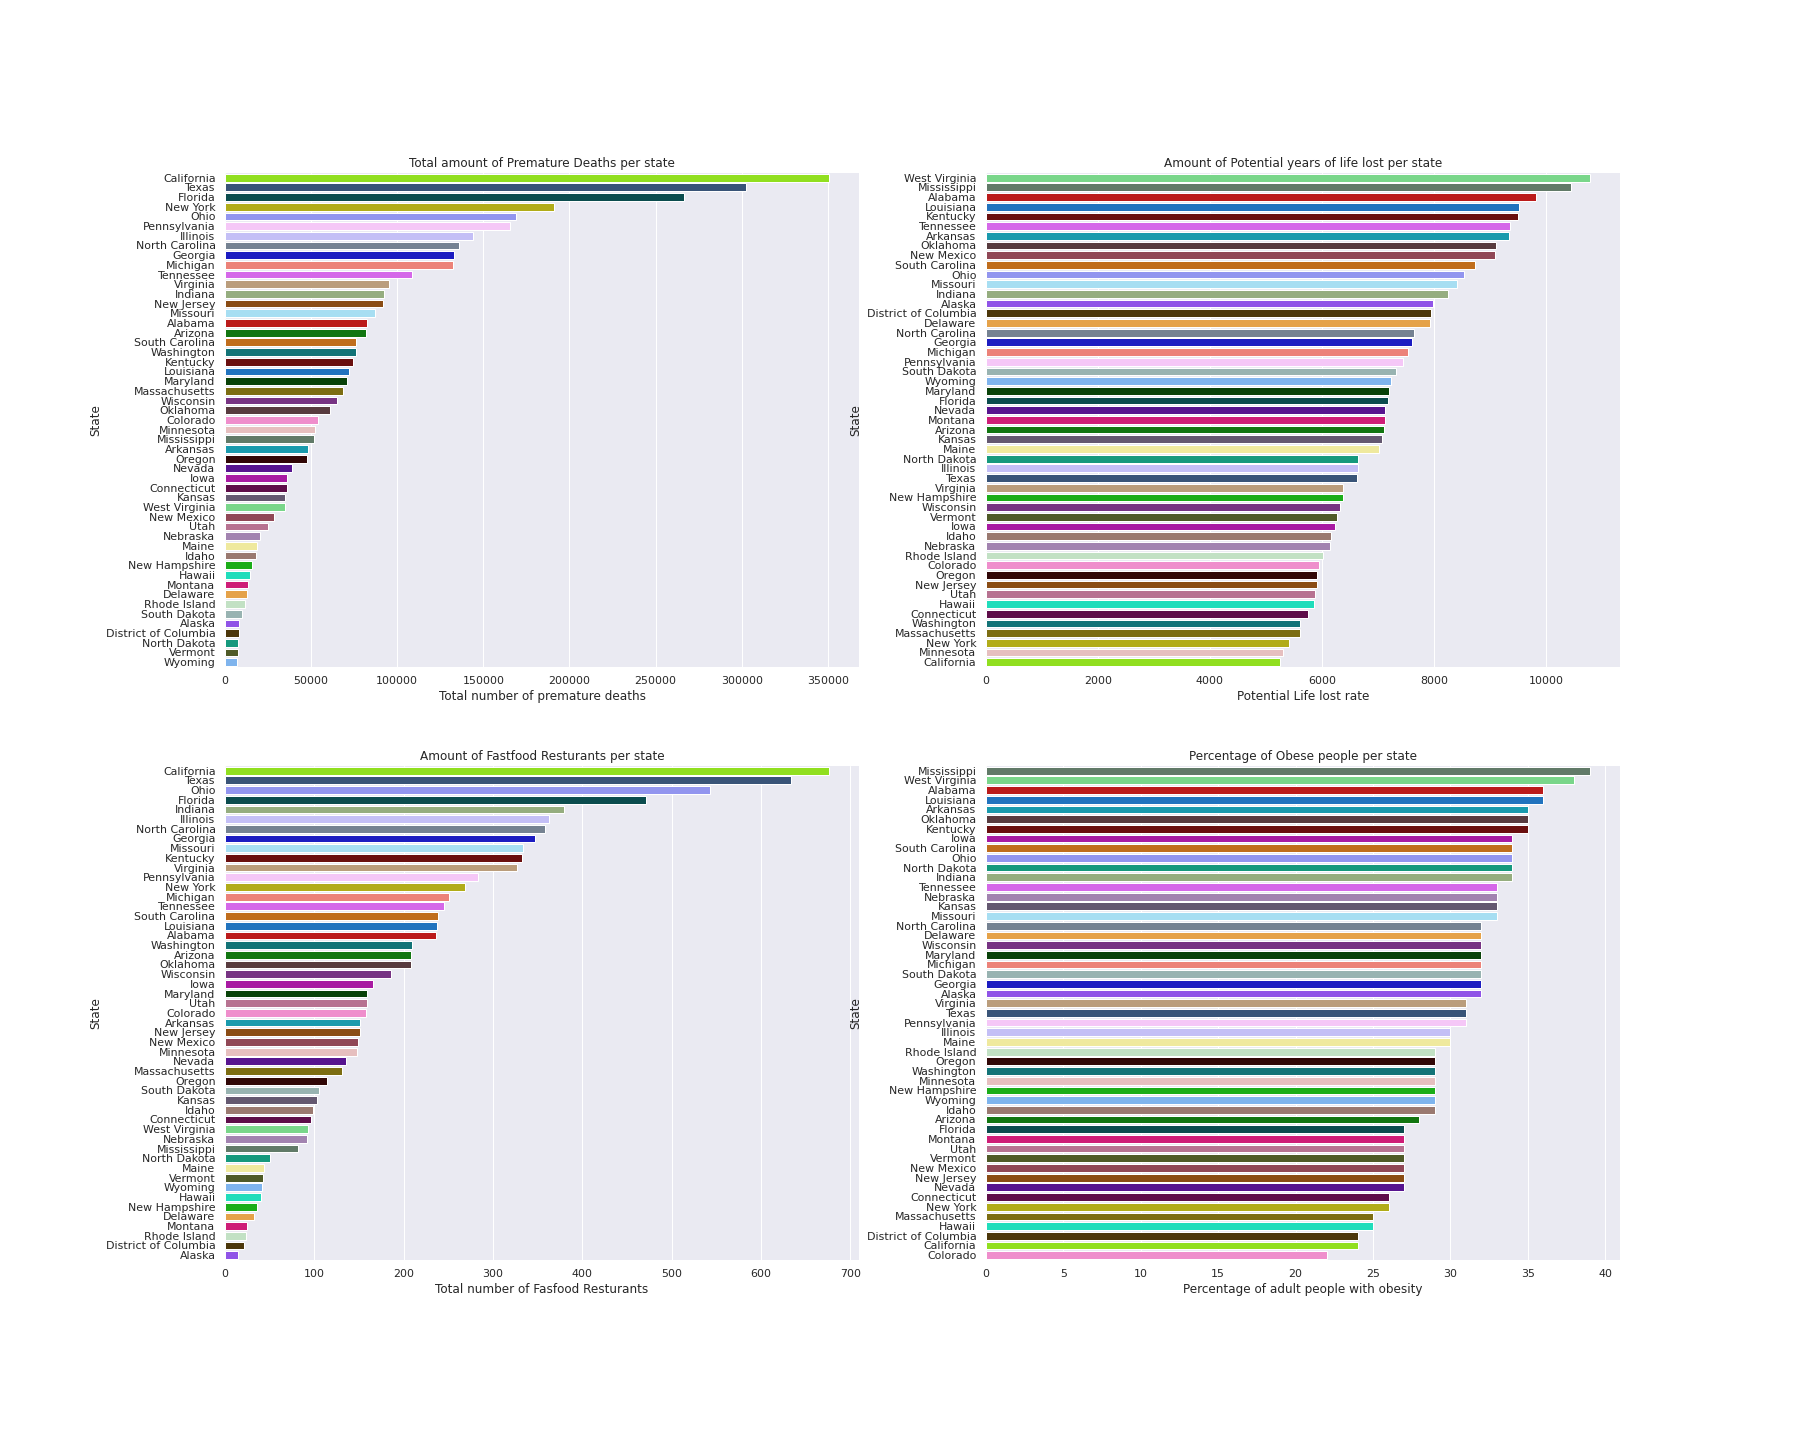 Total amount of Premature Deaths per state
California
Texas
Florida
New York
Ohio
Pennsylvania
Illinois
North Carolina
Georgia
Michigan
Tennessee
Virginia
Indiana
New Jersey
Missouri
Alabama
Arizona
South Carolina
Washington
Kentucky
Louisiana
Maryland
Massachusetts
Wisconsin
Oklahoma
Colorado
Minnesota
Mississippi
Arkansas
Oregon
Nevada
Iowa
Connecticut
Kansas
West Virginia
New Mexico
Utah
Nebraska
Maine
Idaho
New Hampshire
Hawaii
Montana
Delaware
Rhode Island
South Dakota
Alaska
District of Columbia
North Dakota
Vermont
Wyoming
State
0 50000 100000 150000 200000 250000 300000 350000
Total number of premature deaths
Amount of Potential years of life lost per state
West Virginia
Mississippi
Alabama
Louisiana
Kentucky
Tennessee
Arkansas
Oklahoma
New Mexico
South Carolina
Ohio
Missouri
Indiana
Alaska
District of Columbia
Delaware
North Carolina
Georgia
Michigan
Pennsylvania
South Dakota
Wyoming
Maryland
Florida
Nevada
Montana
Arizona
Kansas
Maine
North Dakota
Illinois
Texas
Virginia
New Hampshire
Wisconsin
Vermont
Iowa
Idaho
Nebraska
Rhode Island
Colorado
Oregon
New Jersey
Utah
Hawaii
Connecticut
Washington
Massachusetts
New York
Minnesota
California
State
0 2000 4000 6000 8000 10000
Potential Life lost rate
Amount of Fastfood Resturants per state
California
Texas
Ohio
Florida
Indiana
Illinois
North Carolina
Georgia
Missouri
Kentucky
Virginia
Pennsylvania
New York
Michigan
Tennessee
South Carolina
Louisiana
Alabama
Washington
Arizona
Oklahoma
Wisconsin
Iowa
Maryland
Utah
Colorado
Arkansas
New Jersey
New Mexico
Minnesota
Nevada
Massachusetts
Oregon
South Dakota
Kansas
Idaho
Connecticut
West Virginia
Nebraska
Mississippi
North Dakota
Maine
Vermont
Wyoming
Hawaii
New Hampshire
Delaware
Montana
Rhode Island
District of Columbia
Alaska
State
0 100 200 300 400 500 600 700
Total number of Fasfood Resturants
Percentage of Obese people per state
Mississippi
West Virginia
Alabama
Louisiana
Arkansas
Oklahoma
Kentucky
Iowa
South Carolina
Ohio
North Dakota
Indiana
Tennessee
Nebraska
Kansas
Missouri
North Carolina
Delaware
Wisconsin
Maryland
Michigan
South Dakota
Georgia
Alaska
Virginia
Texas
Pennsylvania
Illinois
Maine
Rhode Island
Oregon
Washington
Minnesota
New Hampshire
Wyoming
Idaho
Arizona
Florida
Montana
Utah
Vermont
New Mexico
New Jersey
Nevada
Connecticut
New York
Massachusetts
Hawaii
District of Columbia
California
Colorado
State
0 5 10 15 20 25 30 35 40
Percentage of adult people with obesity